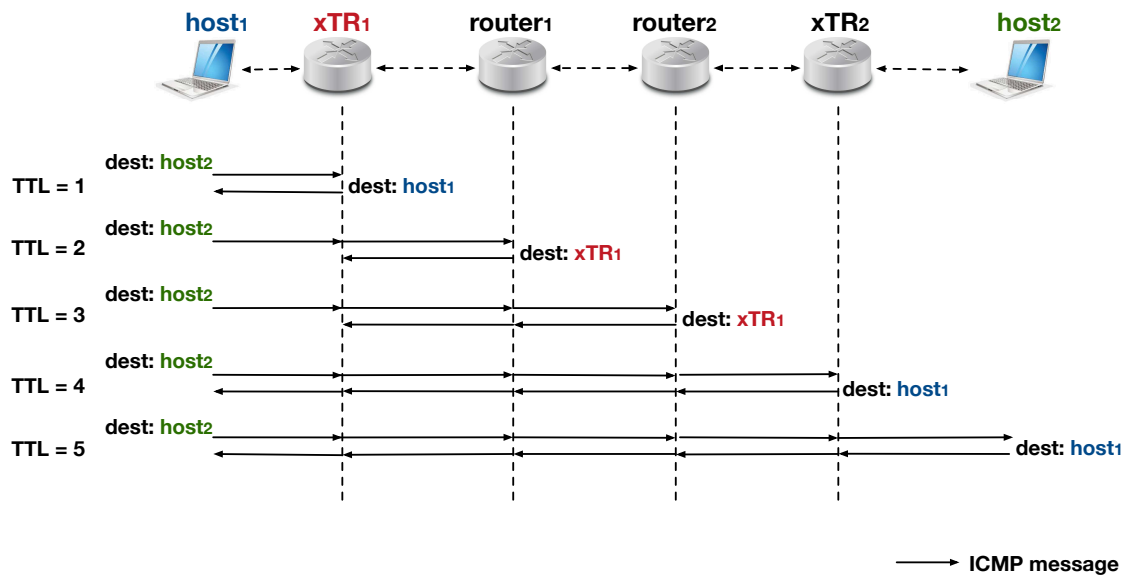 host1 xTR1 router1 router2 xTR2 host2
dest: host2
TTL = 1
dest: host1
dest: host2
TTL = 2
dest: xTR1
dest: host2
TTL = 3
dest: xTR1
dest: host2
TTL = 4
dest: host1
dest: host2
TTL = 5
dest: host1
ICMP message